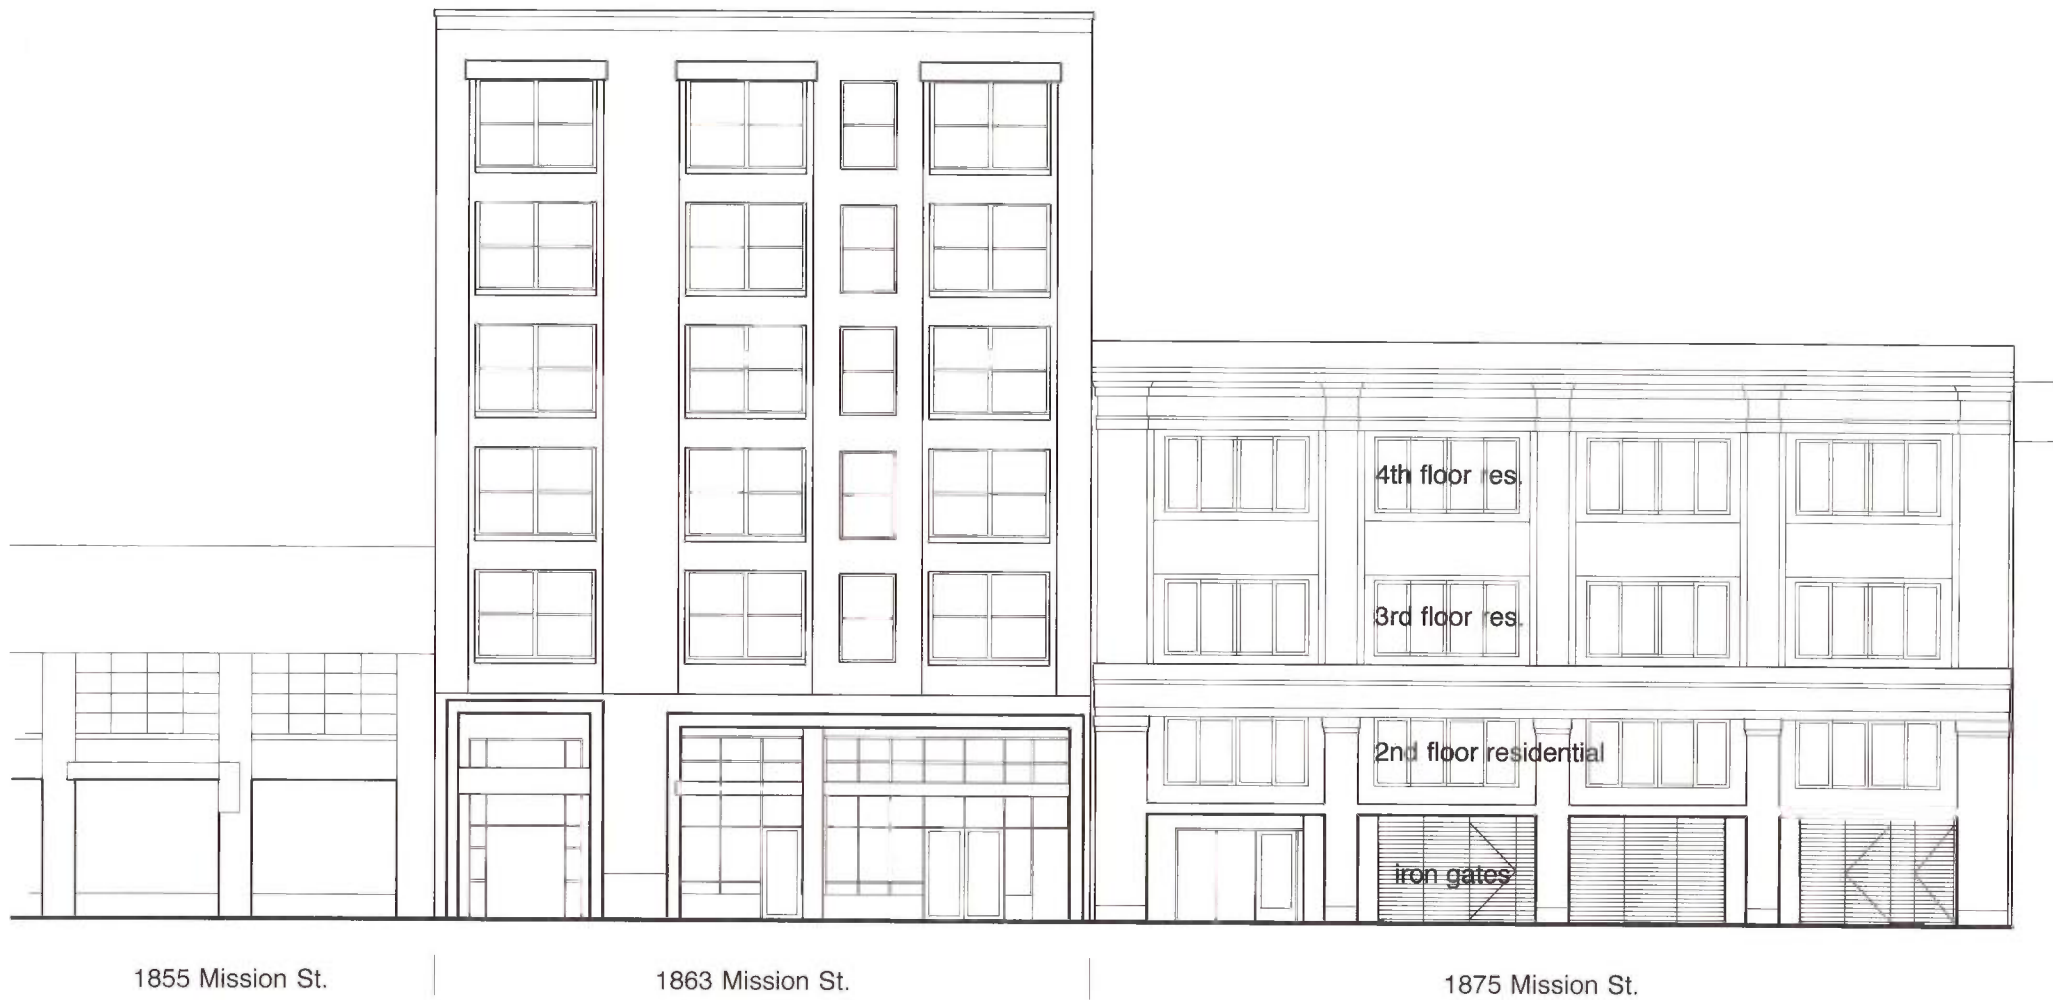 4th floor res.
3rd floor res.
2nd floor residential
iron gates
1855 Mission St.
1863 Mission St.
1875 Mission St.